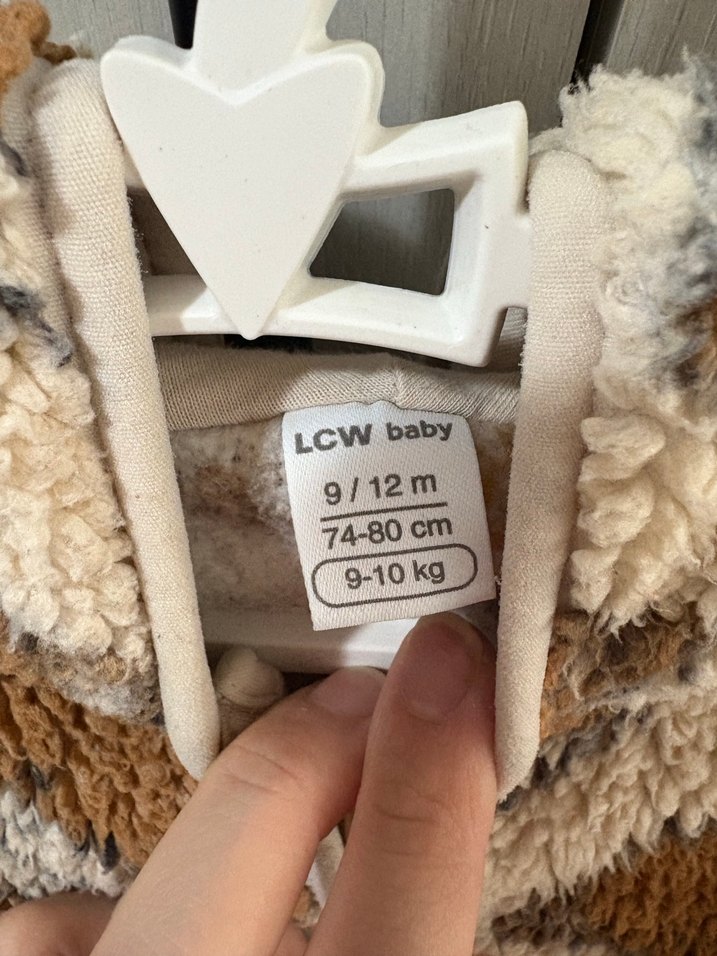 LCW baby
9 / 12 m
74-80 cm
9-10 kg